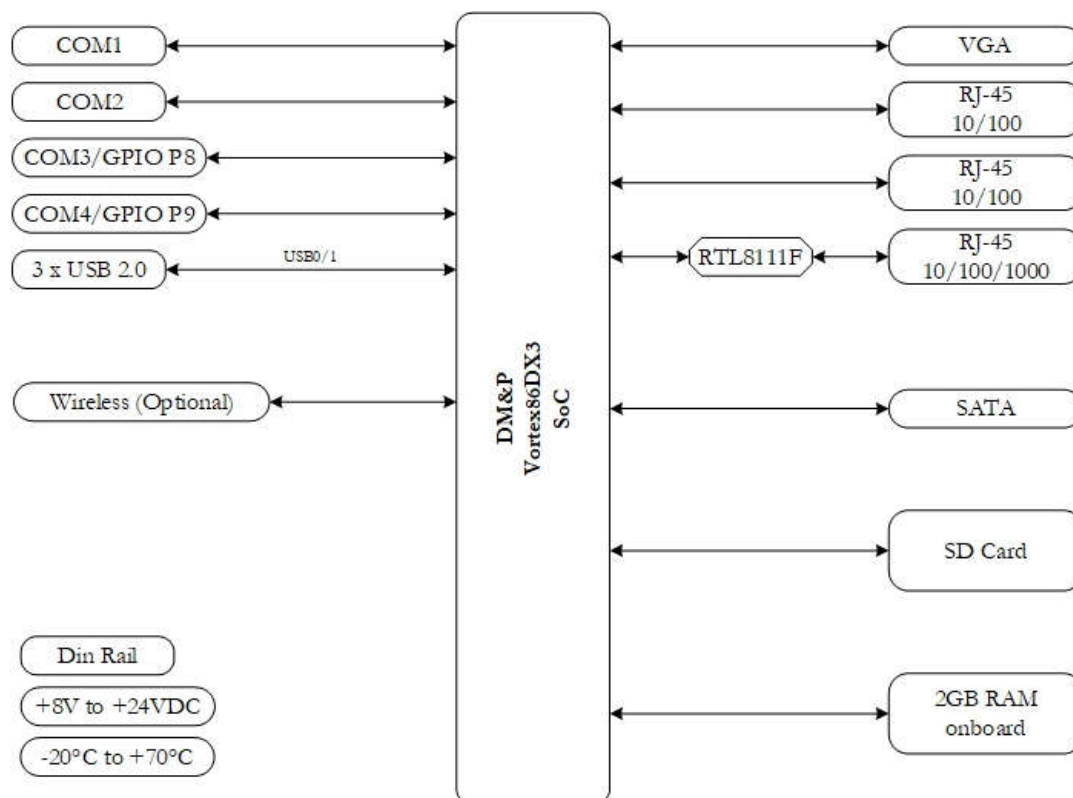 COM1
COM2
COM3/GPIO P8
COM4/GPIO P9
3 x USB 2.0
USB0/1
Wireless (Optional)
Din Rail
+8V to +24VDC
-20°C to +70°C
DM&P
Vortex86DX3
SoC
VGA
RJ-45
10/100
RJ-45
10/100
RTL8111F
RJ-45
10/100/1000
SATA
SD Card
2GB RAM
onboard